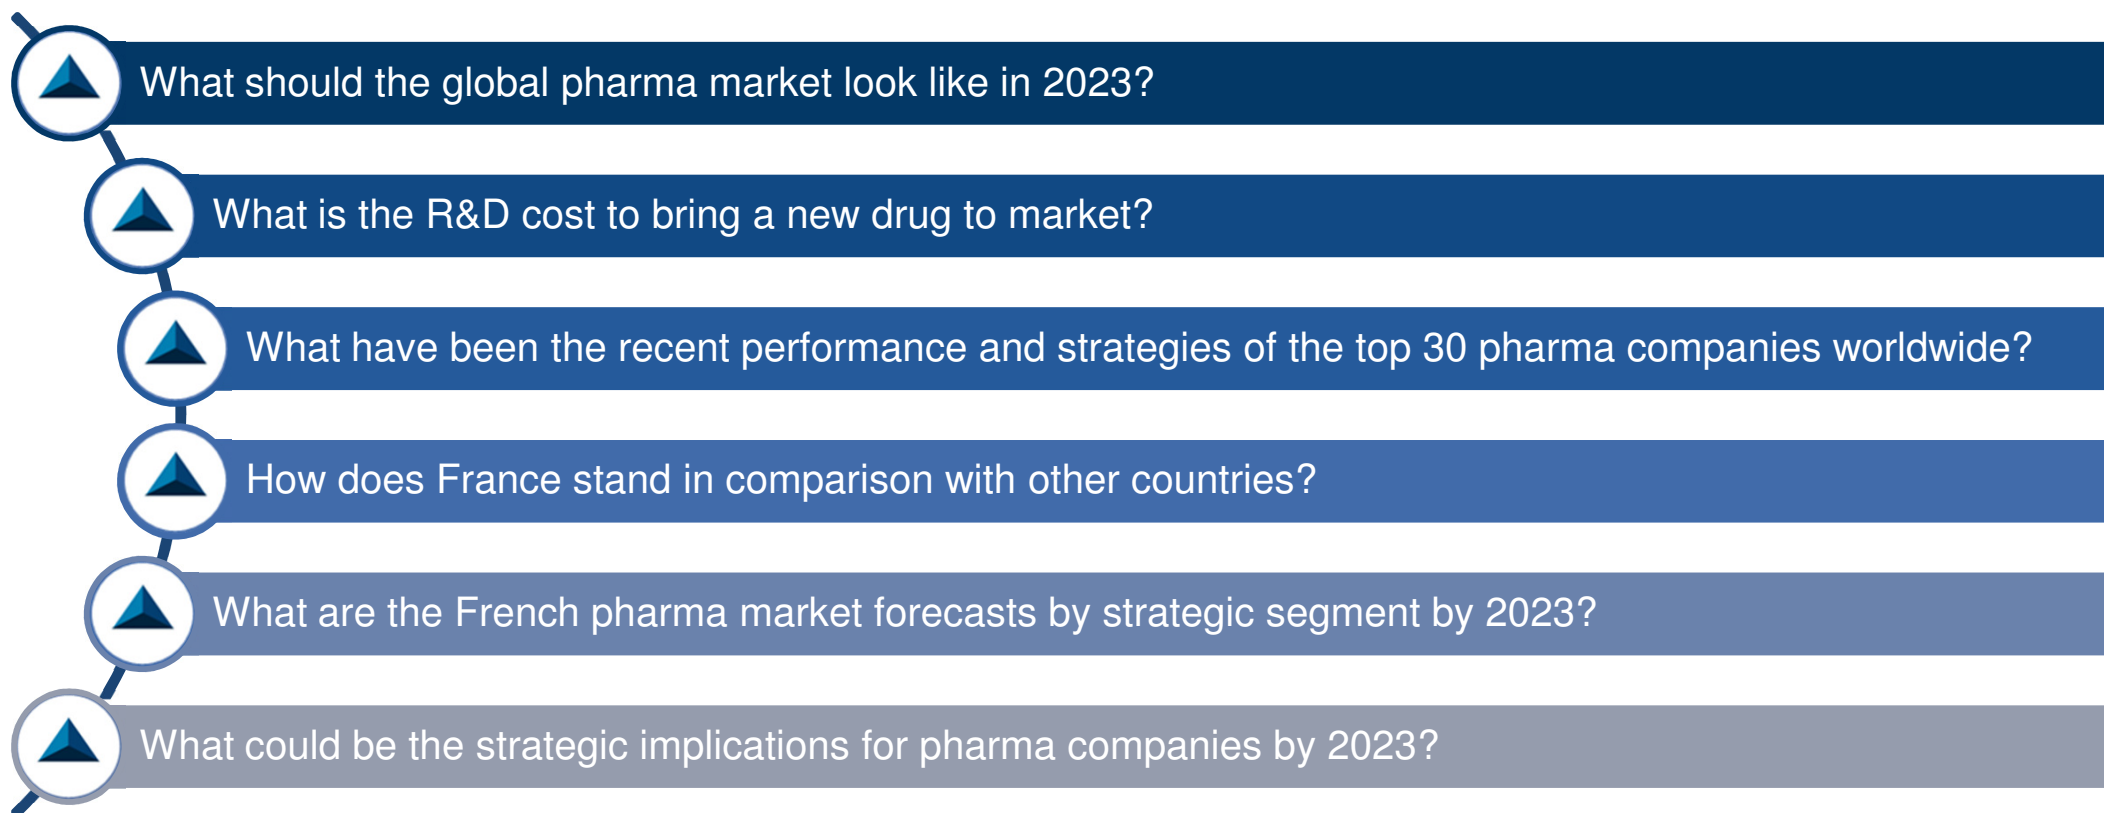 What should the global pharma market look like in 2023?
What is the R&D cost to bring a new drug to market?
What have been the recent performance and strategies of the top 30 pharma companies worldwide?
How does France stand in comparison with other countries?
What are the French pharma market forecasts by strategic segment by 2023?
What could be the strategic implications for pharma companies by 2023?